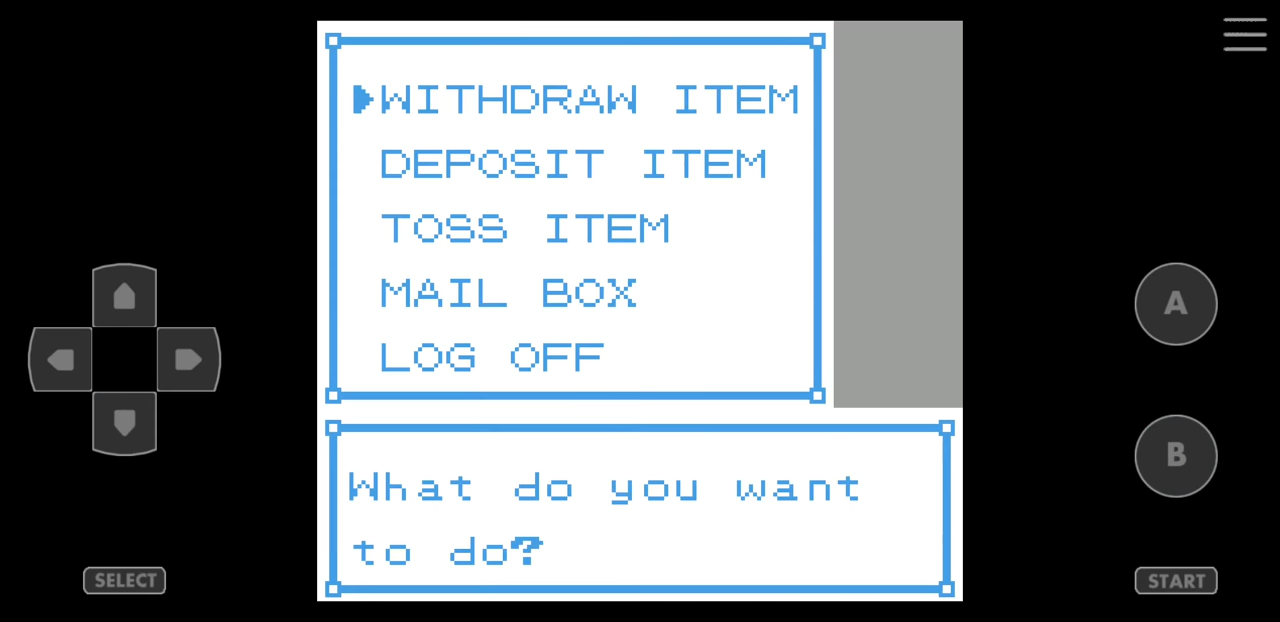 WITHDRAW ITEM
DEPOSIT ITEM
TOSS ITEM
MAIL BOX
LOG OFF
What do you want
to do?
A
B
SELECT
START